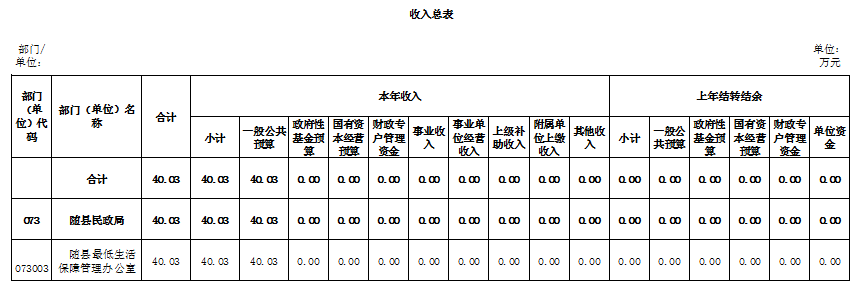 收入总表
部门/
单位：
单位：
万元
部门
（单
位）代
码
部门（单位）名
称
合计
本年收入
上年结转结余
小计
一般公共
预算
政府性
基金预
算
国有资
本经营
预算
财政专
户管理
资金
事业收
入
事业单
位经营
收入
上级补
助收入
附属单
位上缴
收入
其他收
入
小计
一般公
共预算
政府性
基金预
算
国有资
本经营
预算
财政专
户管理
资金
单位资
金
合计 40.03 40.03 40.03 0.00 0.00 0.00 0.00 0.00 0.00 0.00 0.00 0.00 0.00 0.00 0.00 0.00 0.00
073 随县民政局 40.03 40.03 40.03 0.00 0.00 0.00 0.00 0.00 0.00 0.00 0.00 0.00 0.00 0.00 0.00 0.00 0.00
073003 随县最低生活
保障管理办公室
40.03 40.03 40.03 0.00 0.00 0.00 0.00 0.00 0.00 0.00 0.00 0.00 0.00 0.00 0.00 0.00 0.00